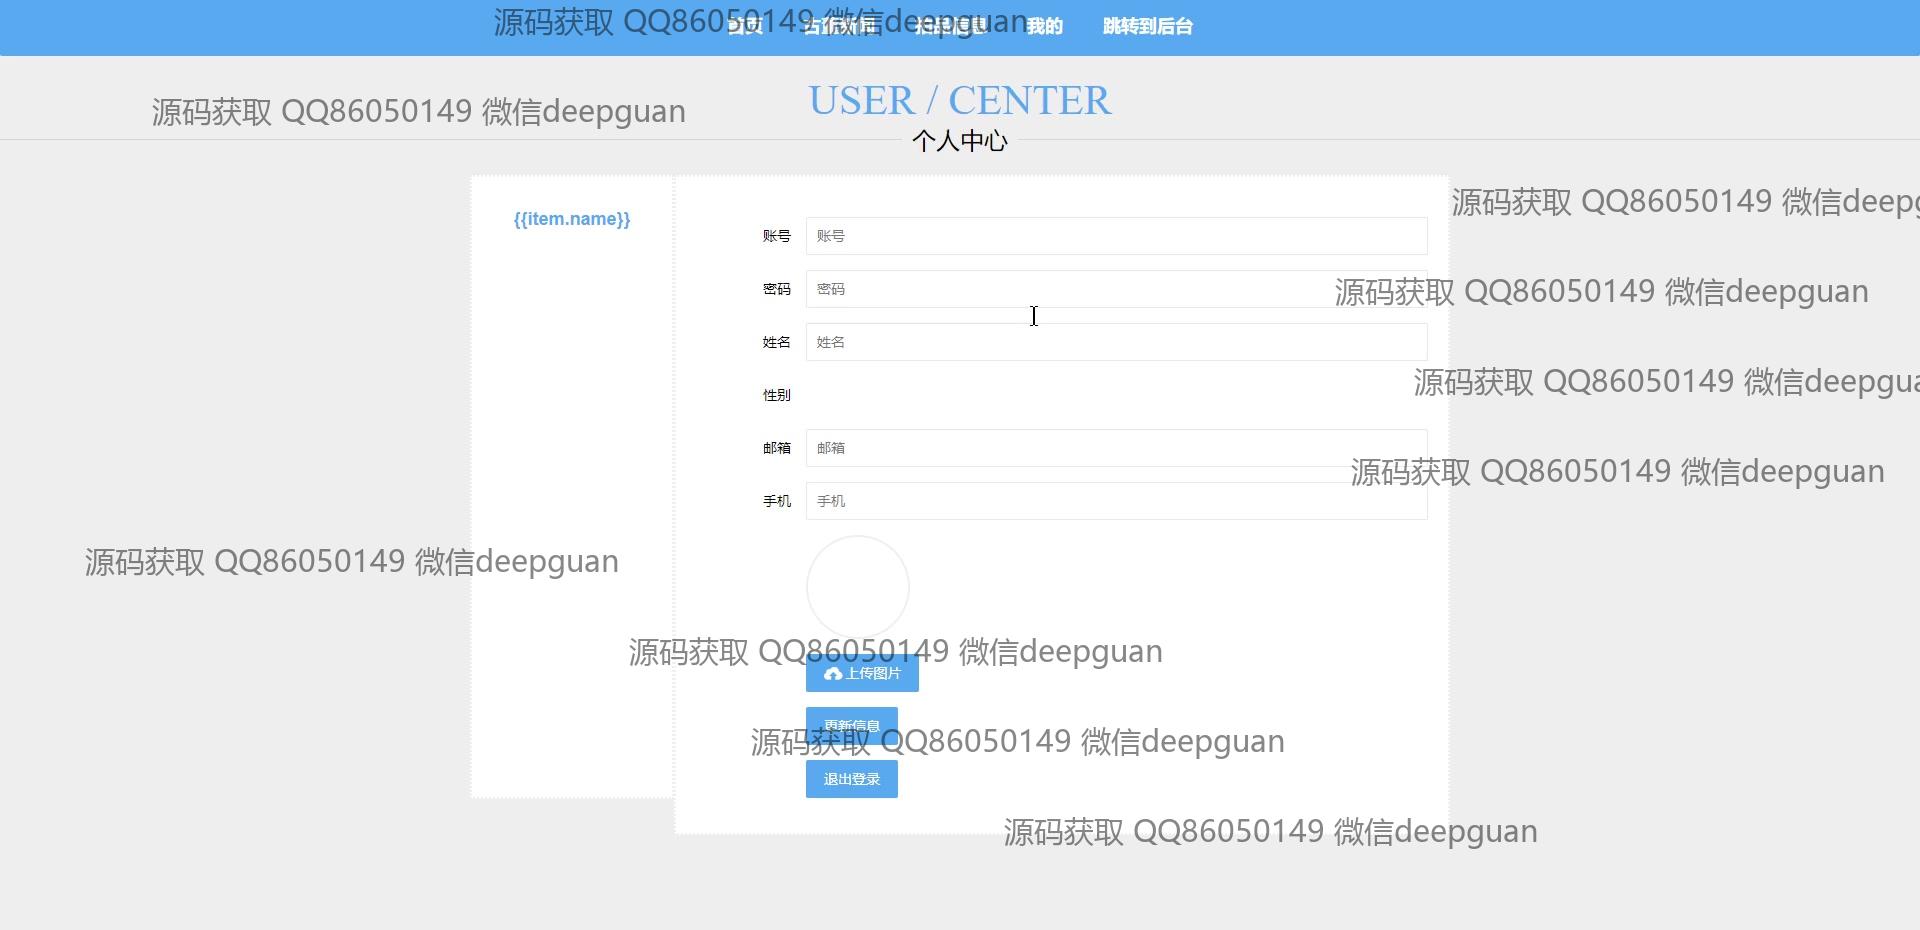 首页 拍品信息 我的 跳转到后台
源码获取 QQ86050149 微信deepguan
USER / CENTER
源码获取 QQ86050149 微信deepguan
个人中心
源码获取 QQ86050149 微信deepg
{{item.name}}
账号 账号
密码 密码
源码获取 QQ86050149 微信deepguan
姓名 姓名
源码获取 QQ86050149 微信deepgua
性别
邮箱 邮箱
源码获取 QQ86050149 微信deepguan
手机 手机
源码获取 QQ86050149 微信deepguan
源码获取 QQ86050149 微信deepguan
上传图片
更新信息
源码获取 QQ86050149 微信deepguan
退出登录
源码获取 QQ86050149 微信deepguan